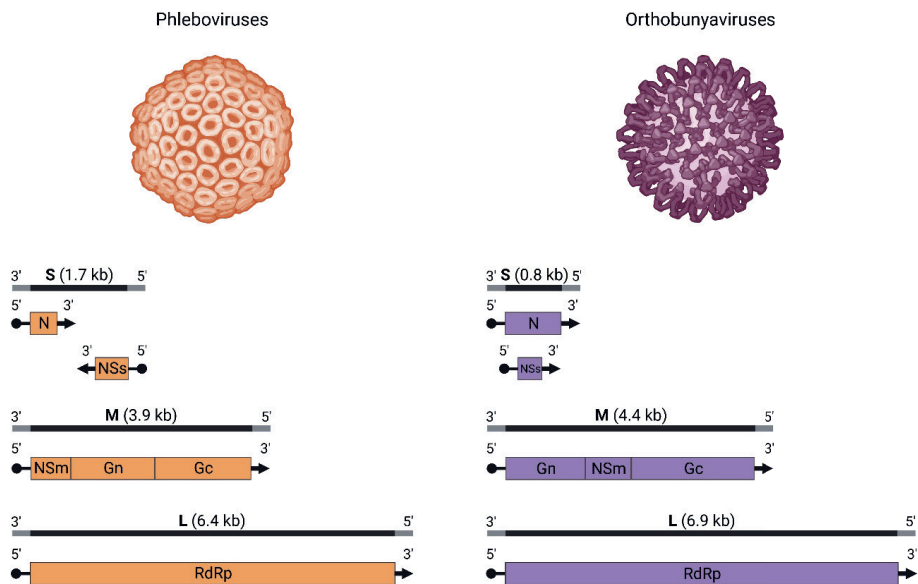 Phleboviruses
3' S (1.7 kb) 5'
5' 3'
N
3' 5'
NSs
3' M (3.9 kb) 5'
5' 3'
NSm Gn Gc
3' L (6.4 kb) 5'
5' 3'
RdRp
Orthobunyaviruses
3' S (0.8 kb) 5'
5' 3'
N
5' 3'
NSs
3' M (4.4 kb) 5'
5' 3'
Gn NSm Gc
3' L (6.9 kb) 5'
5' 3'
RdRp